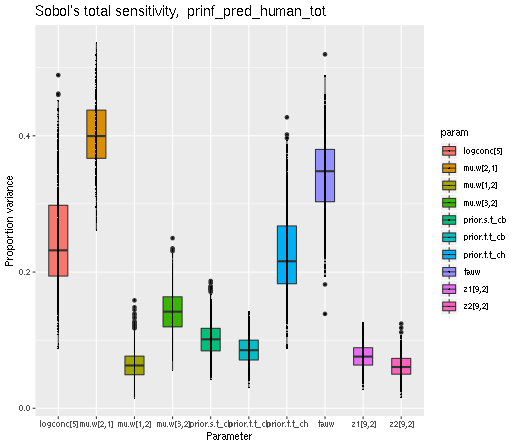 Sobol's total sensitivity, prinf_pred_human_tot
Proportion variance
0.4
0.2
0.0
logconc[5] mu.w[2,1] mu.w[1,2] mu.w[3,2] prior.s.t_cb prior.f.t_cb prior.f.t_ch fauw z1[9,2] z2[9,2]
Parameter
param
logconc[5]
mu.w[2,1]
mu.w[1,2]
mu.w[3,2]
prior.s.t_cb
prior.f.t_cb
prior.f.t_ch
fauw
z1[9,2]
z2[9,2]